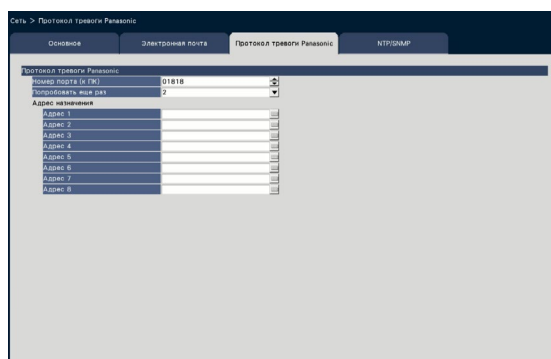 Сеть > Протокол тревоги Panasonic
Основное Электронная почта Протокол тревоги Panasonic NTP/SNMP
Протокол тревоги Panasonic
Номер порта (к ПК) 01818
Попробовать еще раз 2
Адрес назначения
Адрес 1
Адрес 2
Адрес 3
Адрес 4
Адрес 5
Адрес 6
Адрес 7
Адрес 8